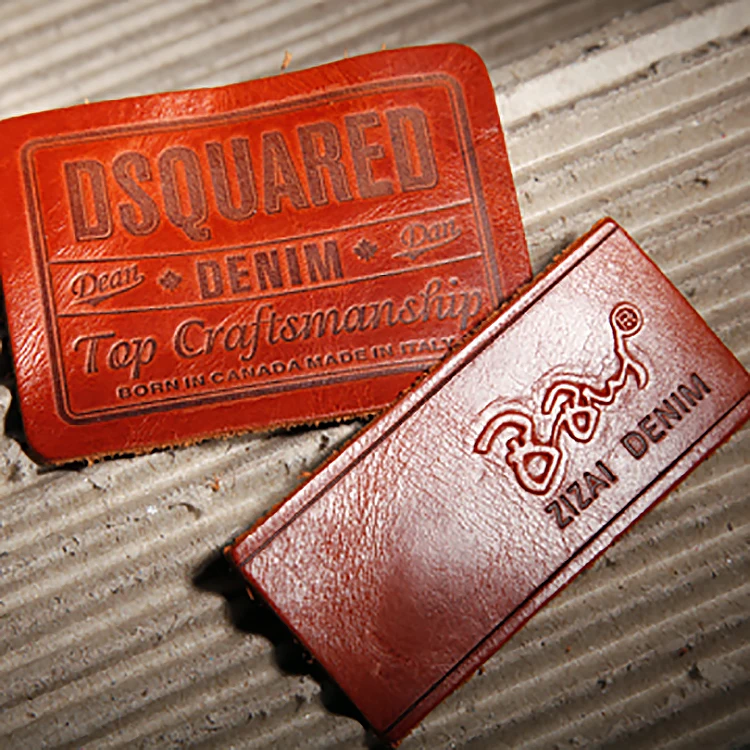 DSQUARED
Dean DENIM Dan
Top Craftsmanship
BORN IN CANADA MADE IN ITALY
®
ZIZAI DENIM